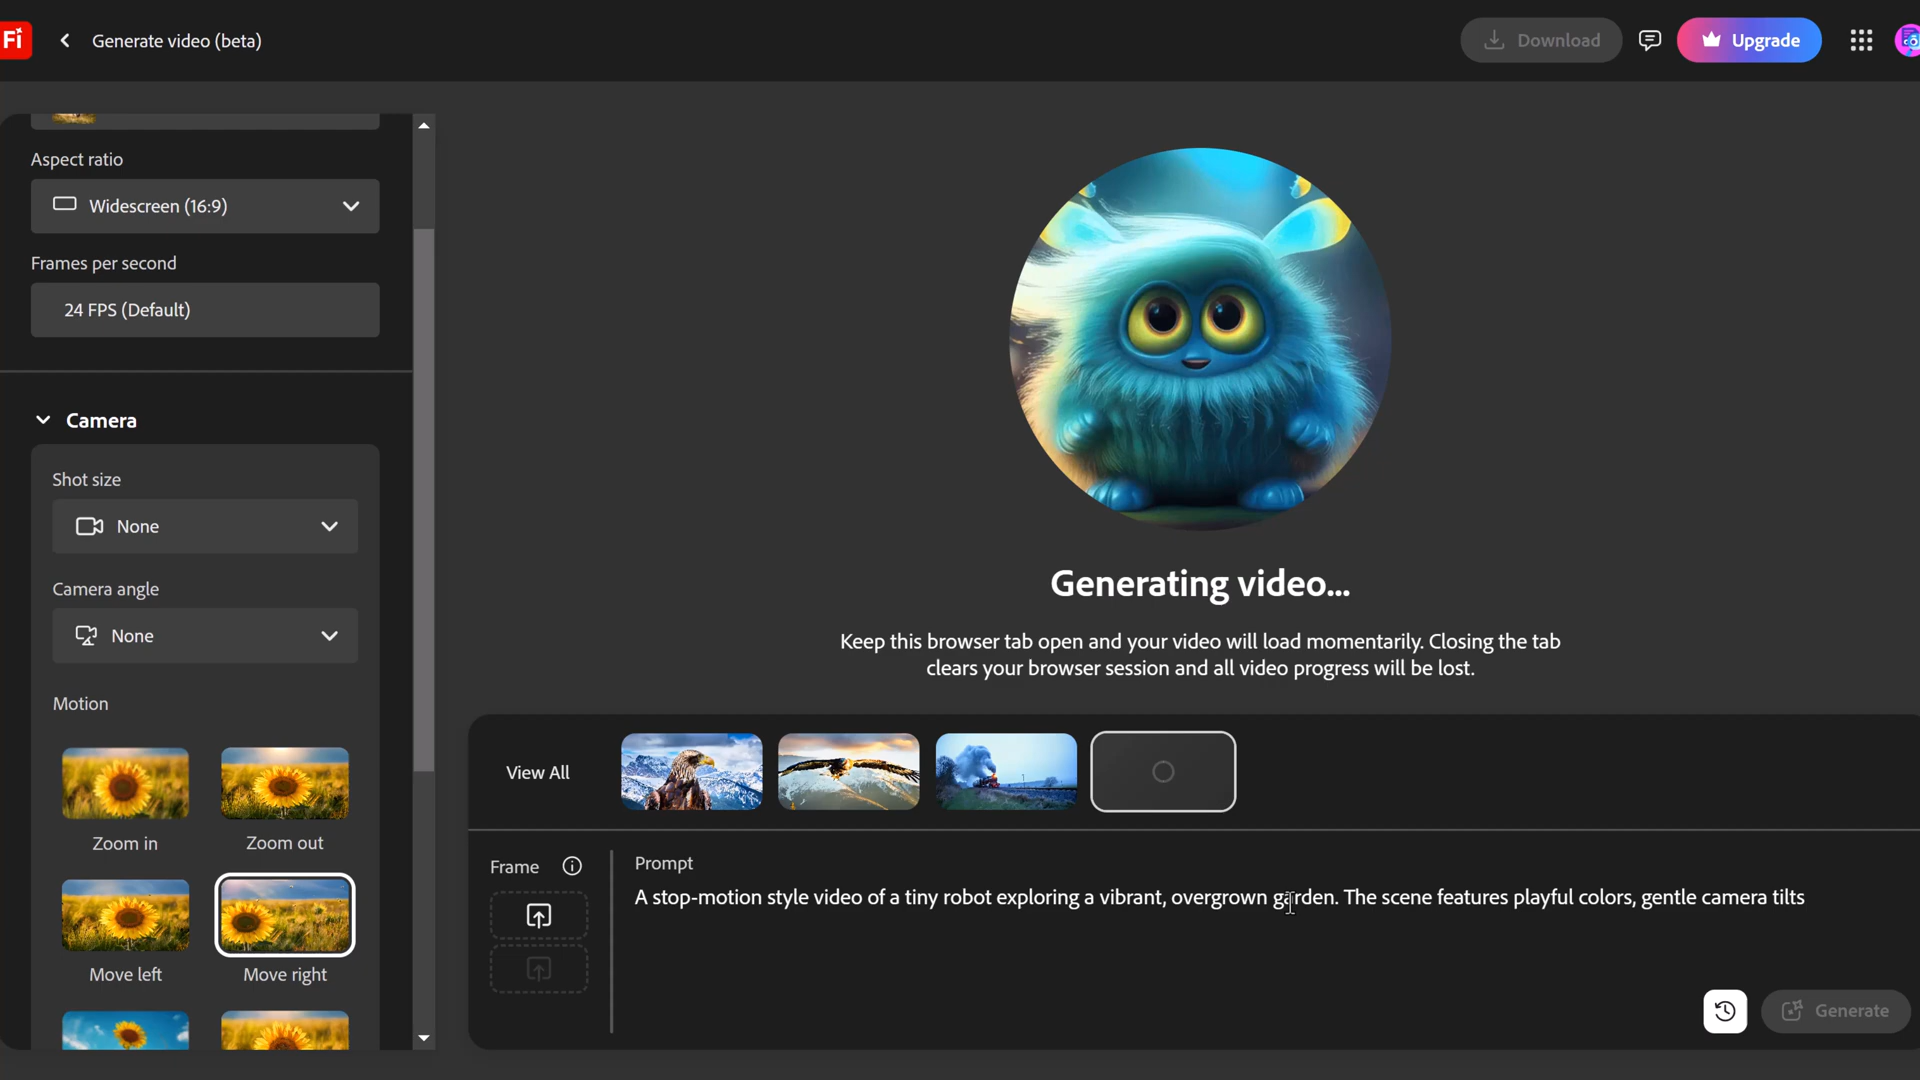 Fi
Generate video (beta)
Download
Upgrade
Aspect ratio
Widescreen (16:9)
Frames per second
24 FPS (Default)
Camera
Shot size
None
Camera angle
None
Motion
Zoom in
Zoom out
Move left
Move right
Generating video...
Keep this browser tab open and your video will load momentarily. Closing the tab
clears your browser session and all video progress will be lost.
View All
Frame
Prompt
A stop-motion style video of a tiny robot exploring a vibrant, overgrown garden. The scene features playful colors, gentle camera tilts
Generate